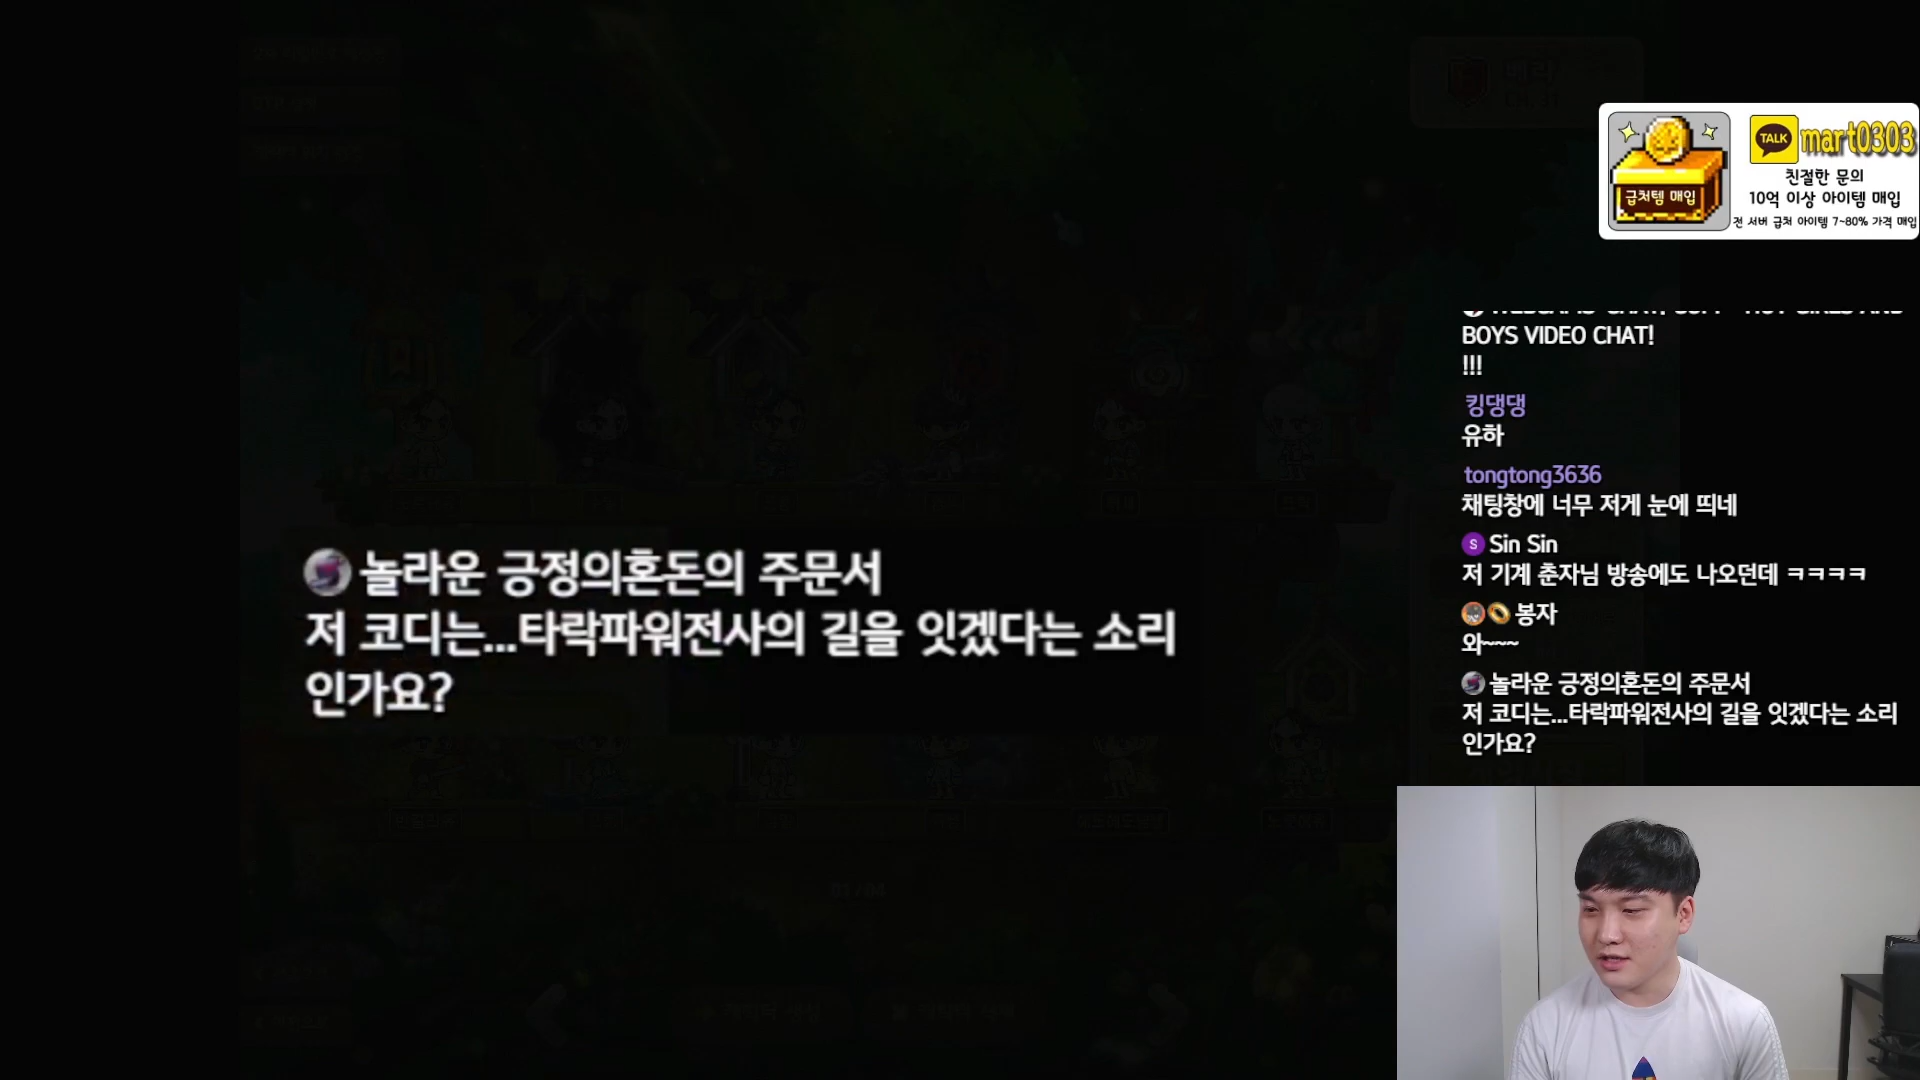 메리
TALK mart0303
친절한 문의
급처템 매입
10억 이상 아이템 매입
전 서버 급처 아이템 7~80% 가격 매입
BOYS VIDEO CHAT!
!!!
킹댕댕
유하
tongtong3636
채팅창에 너무 저게 눈에 띄네
S Sin Sin
저 기계 춘자님 방송에도 나오던데 ㅋㅋㅋㅋ
봉자
와~~~
놀라운 긍정의혼돈의 주문서
저 코디는...타락파워전사의 길을 잇겠다는 소리
인가요?
놀라운 긍정의혼돈의 주문서
저 코디는...타락파워전사의 길을 잇겠다는 소리
인가요?